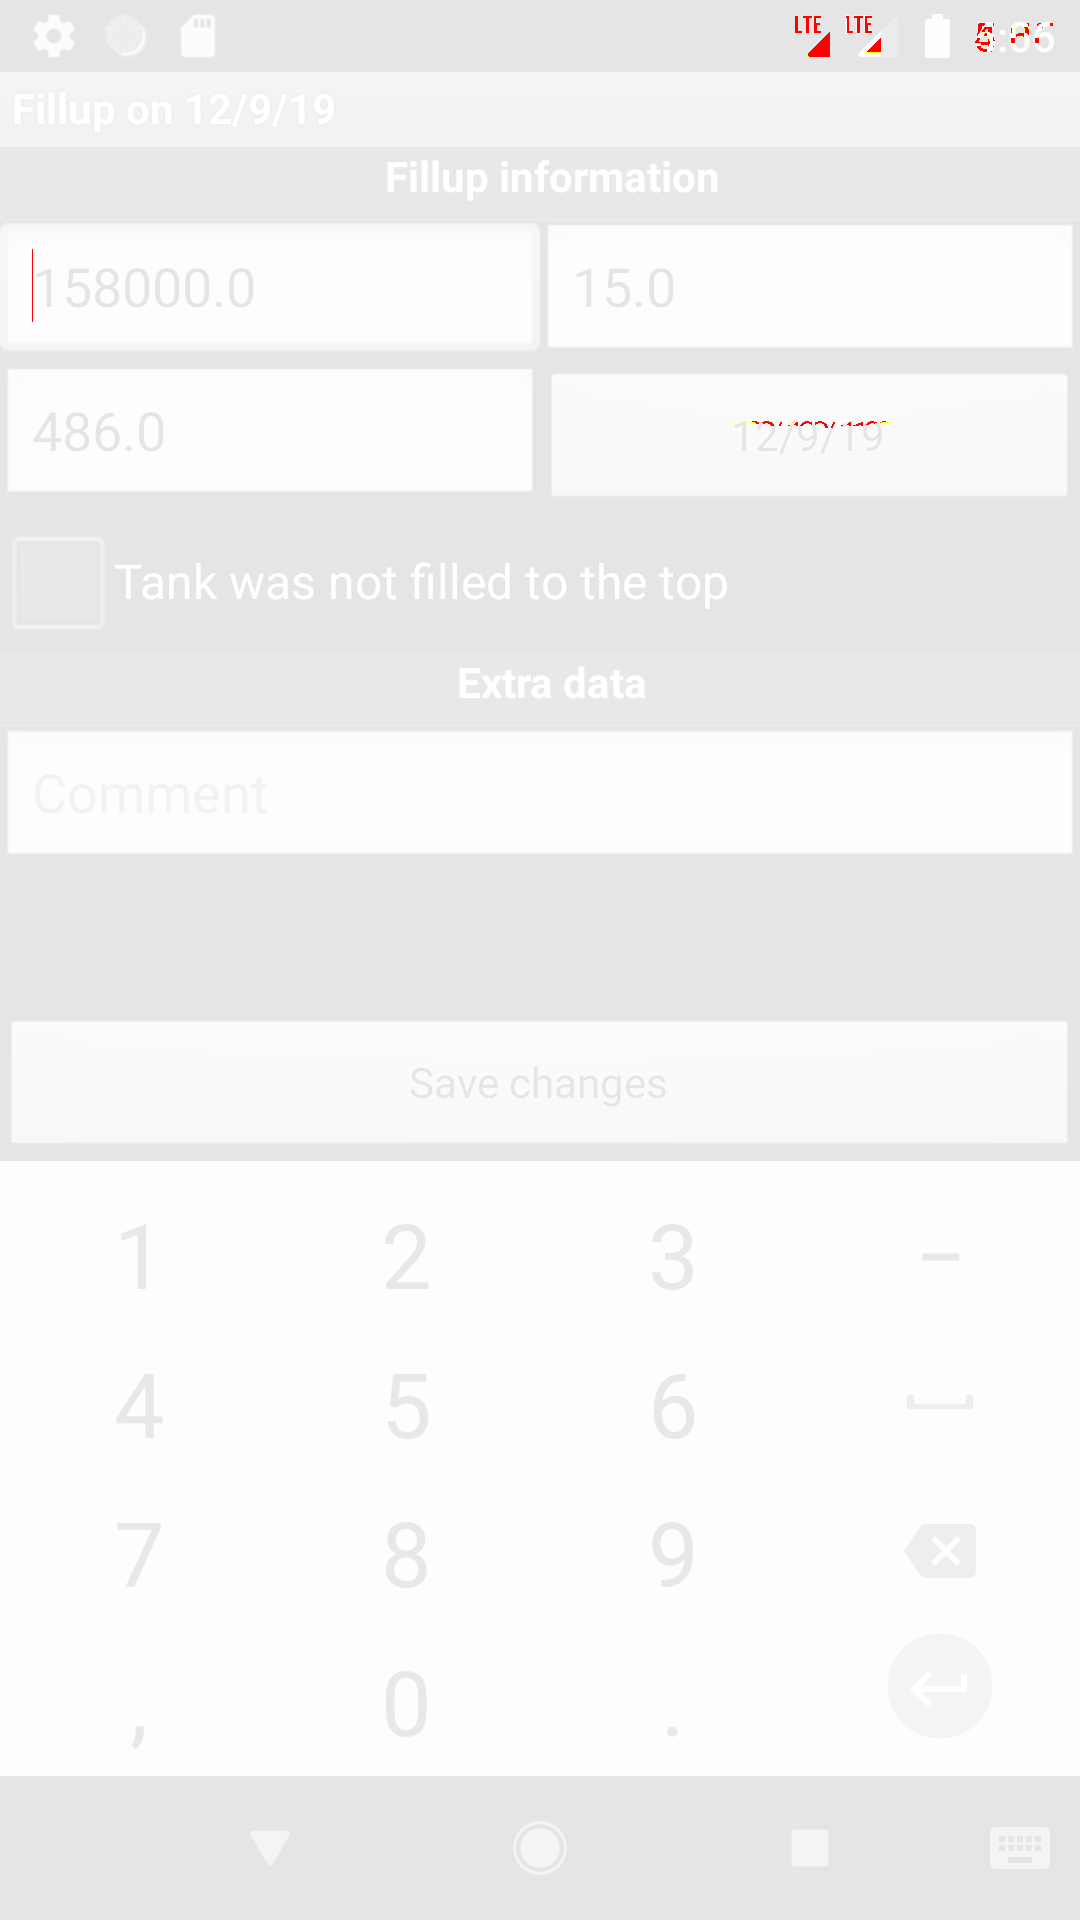 LTE LTE
Fillup on 12/9/19
Fillup information
158000.0 15.0
486.0 12/9/19
Tank was not filled to the top
Extra data
Comment
Save changes
1 2 3 –
4 5 6
7 8 9
, 0 .